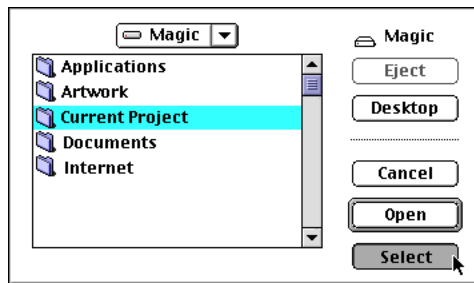 Magic
Magic
Applications
Artwork
Current Project
Documents
Internet
Eject
Desktop
Cancel
Open
Select